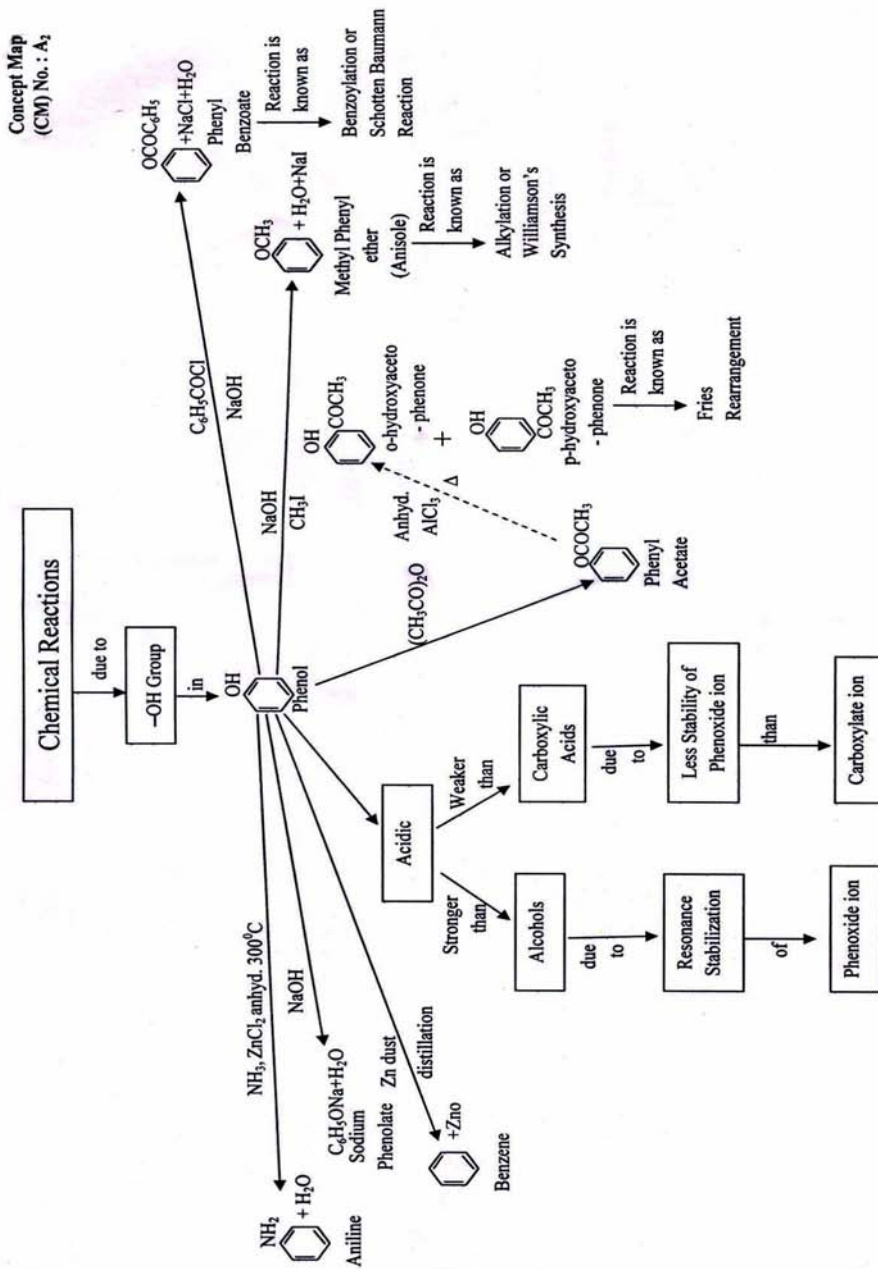 Concept Map
(CM) No. : A₂
Chemical Reactions
due to
–OH Group
in
OH
Phenol
NH₃, ZnCl₂ anhyd. 300⁰C
NH₂
+ H₂O
Aniline
NaOH
C₆H₅ONa+H₂O
Sodium
Phenolate
Zn dust
distillation
+Zno
Benzene
Acidic
Stronger
than
Alcohols
due
to
Resonance
Stabilization
of
Phenoxide ion
Weaker
than
Carboxylic
Acids
due
to
Less Stability of
Phenoxide ion
than
Carboxylate ion
(CH₃CO)₂O
OCOCH₃
Phenyl
Acetate
Anhyd.
AlCl₃
Δ
OH
COCH₃
o-hydroxyaceto
- phenone
+
OH
COCH₃
p-hydroxyaceto
- phenone
Reaction is
known as
Fries
Rearrangement
NaOH
CH₃I
OCH₃
+ H₂O+NaI
Methyl Phenyl
ether
(Anisole)
Reaction is
known as
Alkylation or
Williamson's
Synthesis
C₆H₅COCl
NaOH
OCOC₆H₅
+NaCl+H₂O
Phenyl
Benzoate
Reaction is
known as
Benzoylation or
Schotten Baumann
Reaction